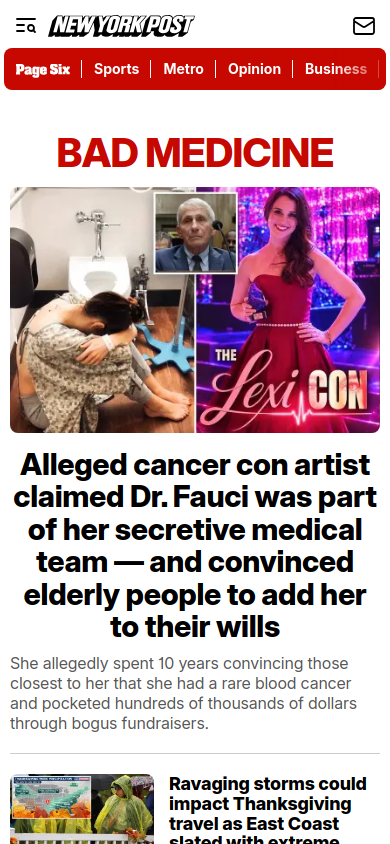 NEW YORK POST
Page Six
Sports
Metro
Opinion
Business
BAD MEDICINE
THE
Lexi CON
Alleged cancer con artist
claimed Dr. Fauci was part
of her secretive medical
team — and convinced
elderly people to add her
to their wills
She allegedly spent 10 years convincing those
closest to her that she had a rare blood cancer
and pocketed hundreds of thousands of dollars
through bogus fundraisers.
Ravaging storms could
impact Thanksgiving
travel as East Coast
slated with extreme